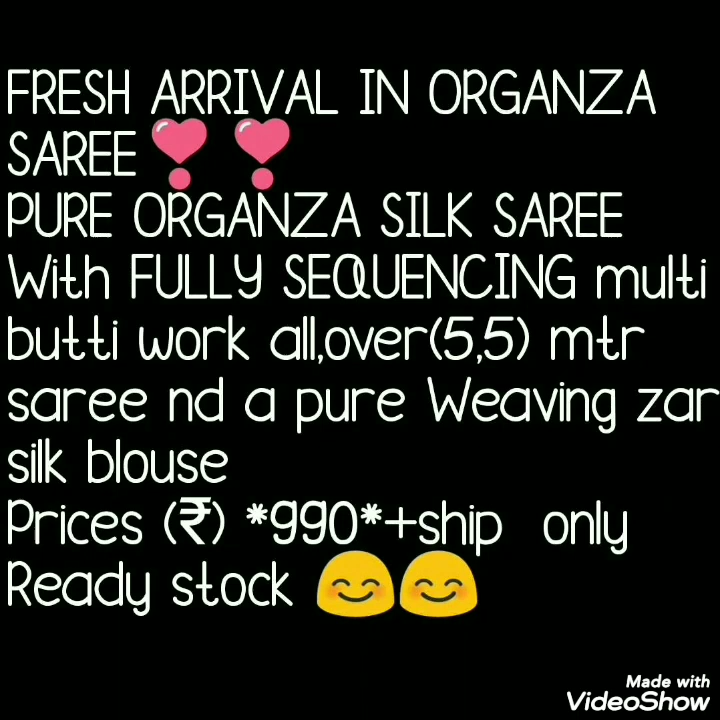 FRESH ARRIVAL IN ORGANZA
SAREE❣️ ❣️
PURE ORGANZA SILK SAREE
With FULLY SEQUENCING multi
butti work all,over(5,5) mtr
saree nd a pure Weaving zar
silk blouse
Prices (₹) *990*+ship only
Ready stock 😊😊
Made with
VideoShow